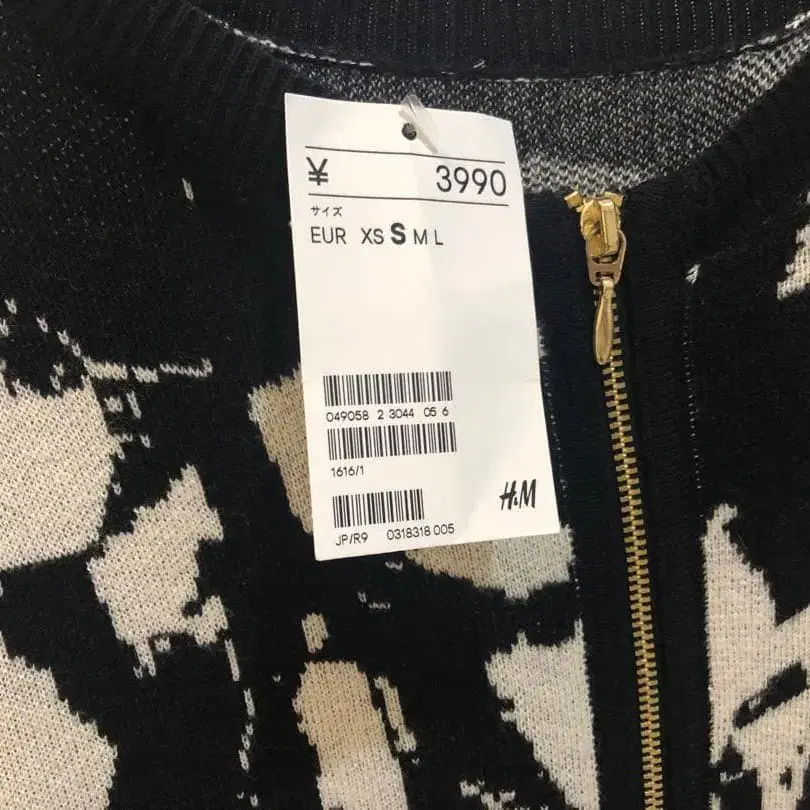 ¥ 3990
サイズ
EUR XS S M L
049058 2 3044 05 6
1616/1
H&M
JP/R9 0318318 005